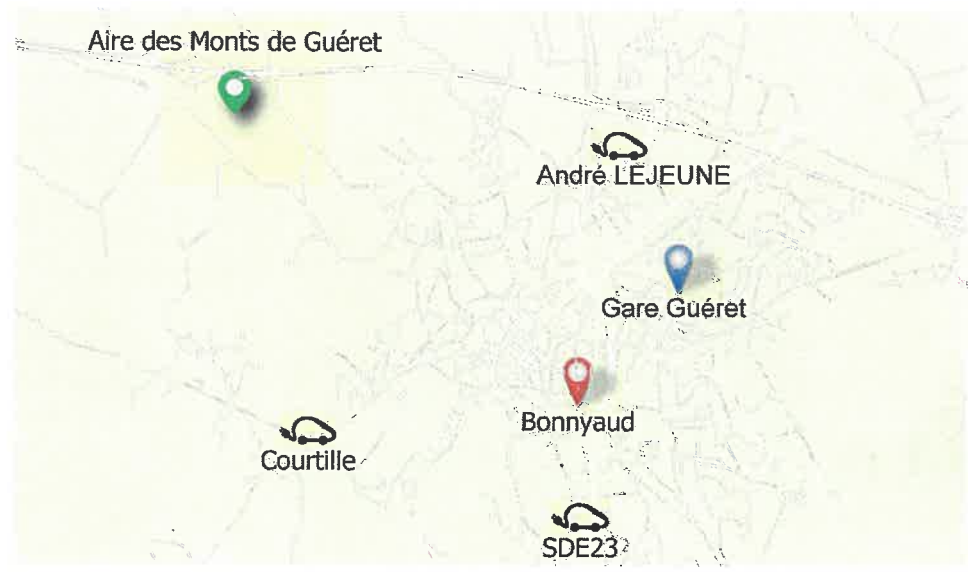 Aire des Monts de Guéret
André LEJEUNE
Gare Guéret
Bonnyaud
Courtille
SDE23